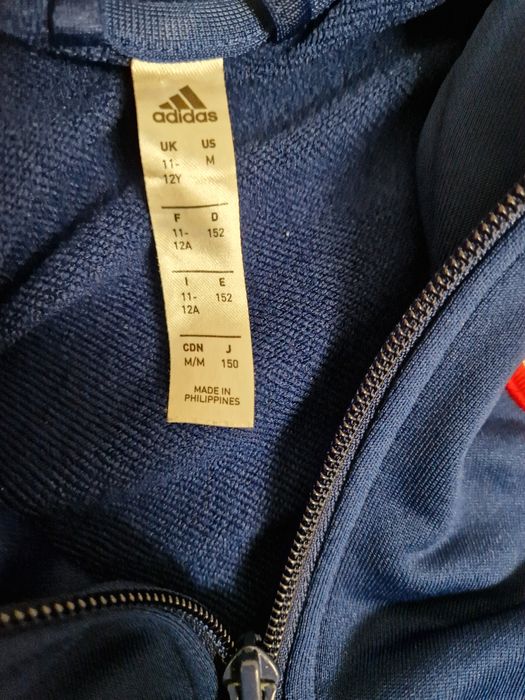 adidas
UK US
11- M
12Y
F D
11- 152
12A
I E
11- 152
12A
CDN J
M/M 150
MADE IN
PHILIPPINES